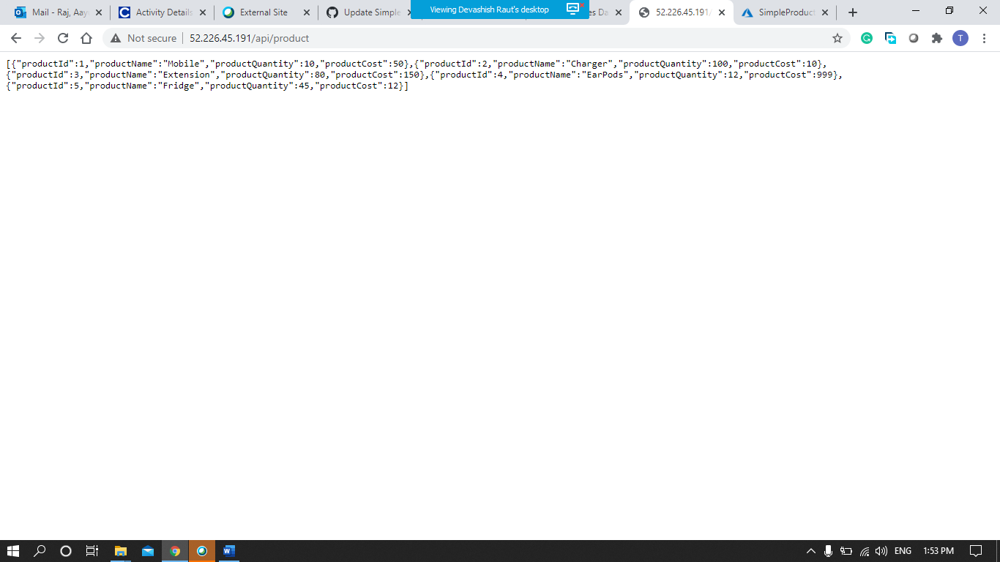 Mail - Raj, Aay
Activity Details
External Site
Update Simple
Viewing Devashish Raut's desktop
es Da
52.226.45.191/
SimpleProduct
Not secure
52.226.45.191/api/product
T
[{"productId":1,"productName":"Mobile","productQuantity":10,"productCost":50},{"productId":2,"productName":"Charger","productQuantity":100,"productCost":10},
{"productId":3,"productName":"Extension","productQuantity":80,"productCost":150},{"productId":4,"productName":"EarPods","productQuantity":12,"productCost":999},
{"productId":5,"productName":"Fridge","productQuantity":45,"productCost":12}]
ENG
1:53 PM